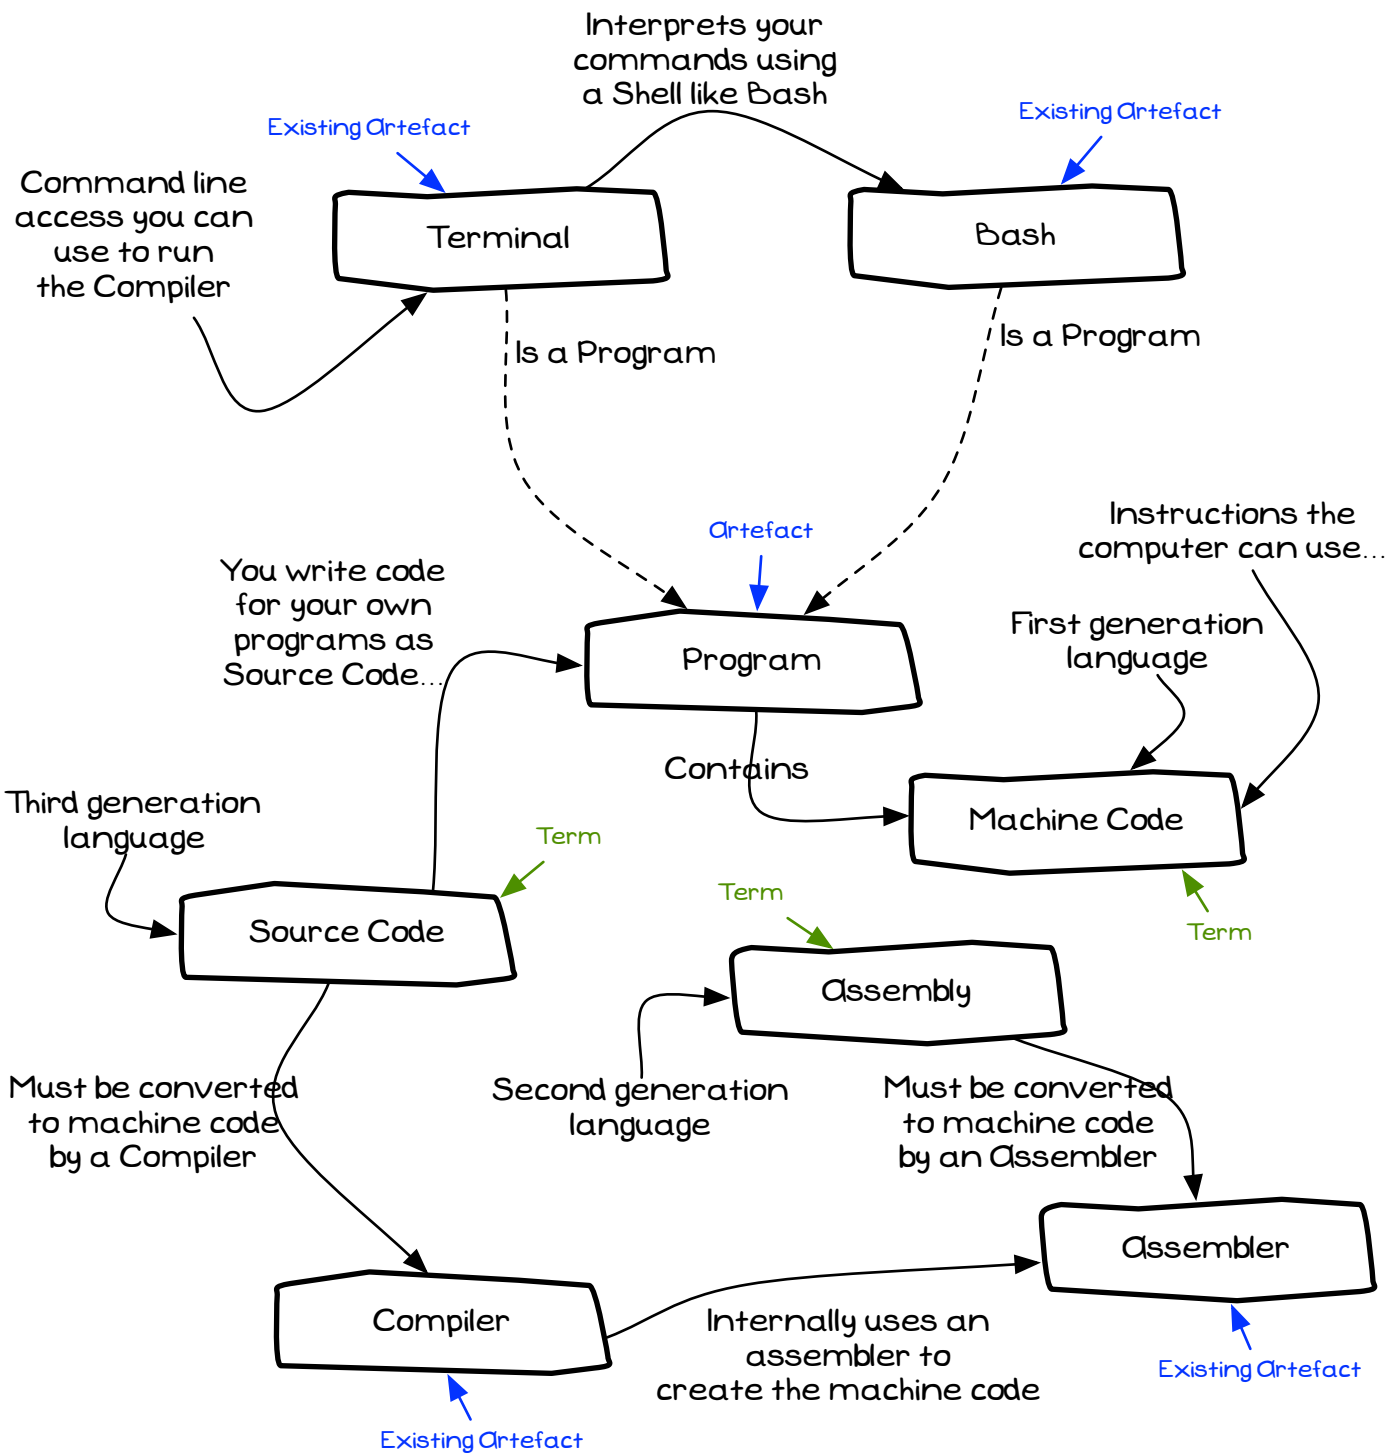 Interprets your
commands using
a Shell like Bash
Existing Artefact
Existing Artefact
Command line
access you can
use to run
the Compiler
Terminal
Bash
Is a Program
Is a Program
Artefact
Instructions the
computer can use...
You write code
for your own
programs as
Source Code...
First generation
language
Program
Contains
Machine Code
Third generation
language
Term
Term
Term
Source Code
Assembly
Second generation
language
Must be converted
to machine code
by a Compiler
Must be converted
to machine code
by an Assembler
Assembler
Compiler
Internally uses an
assembler to
create the machine code
Existing Artefact
Existing Artefact